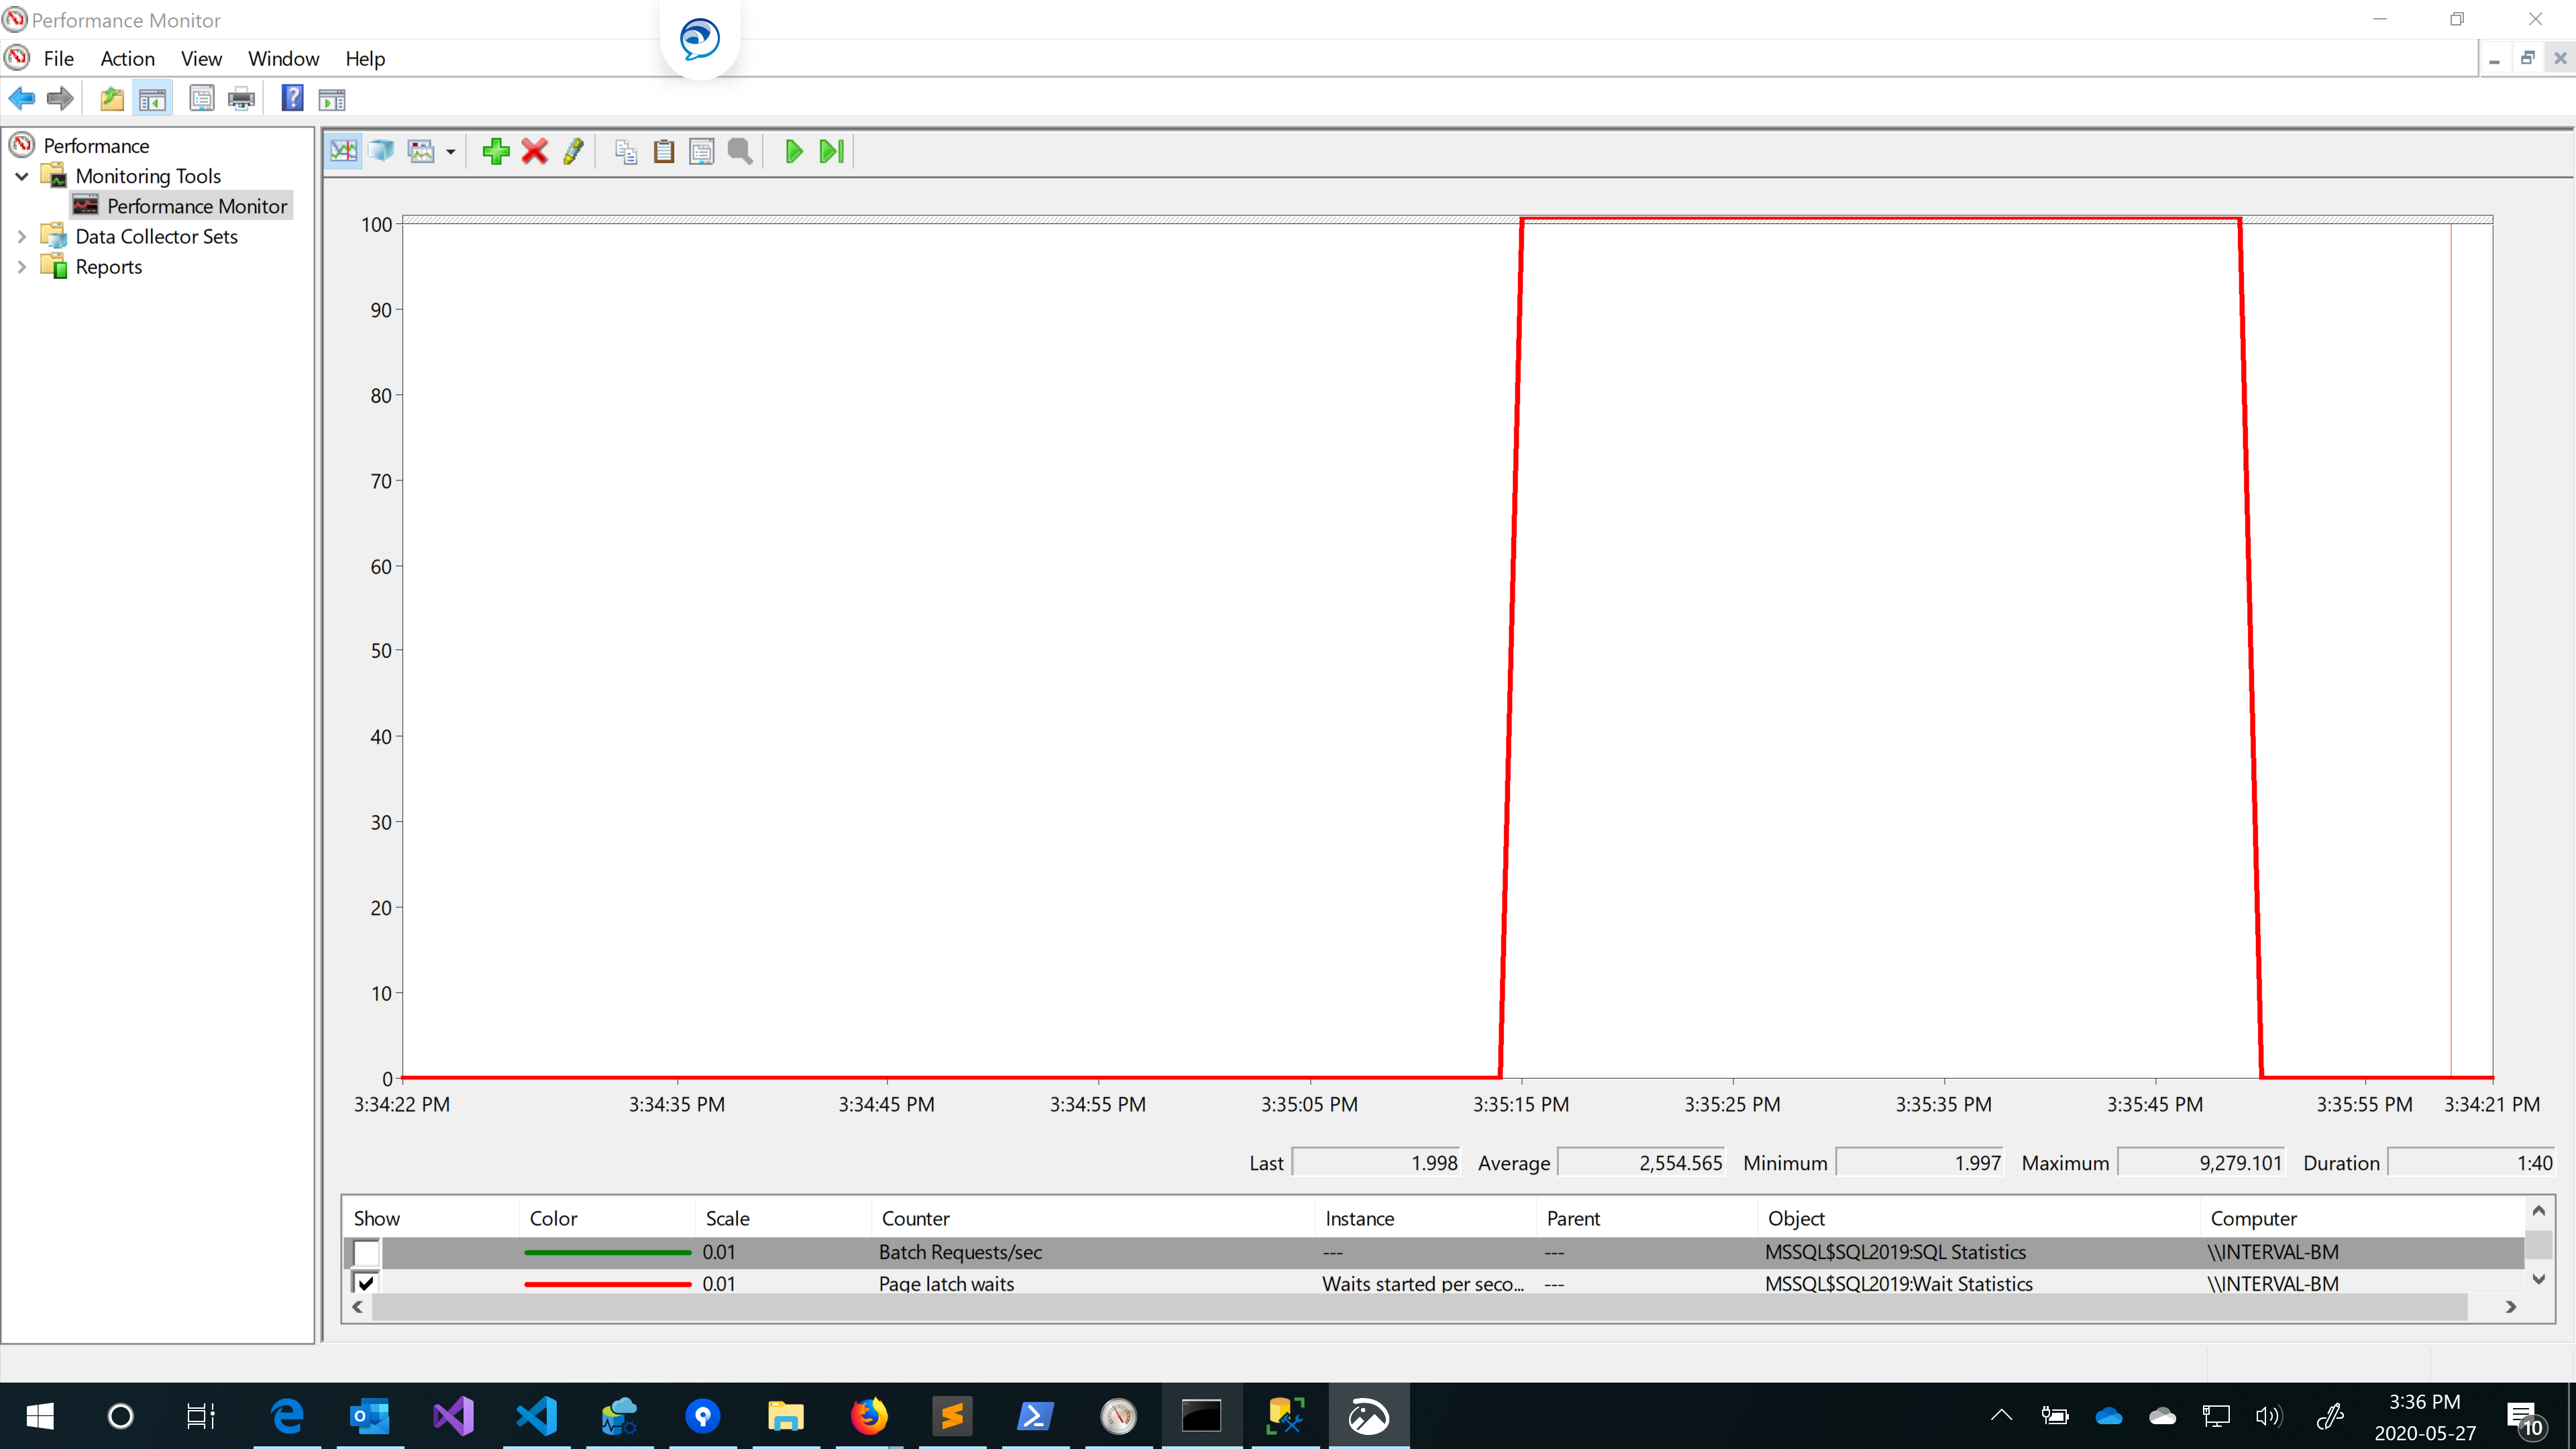 Performance Monitor
File Action View Window Help
Performance
Monitoring Tools
Performance Monitor
Data Collector Sets
Reports
100
90
80
70
60
50
40
30
20
10
0
3:34:22 PM 3:34:35 PM 3:34:45 PM 3:34:55 PM 3:35:05 PM 3:35:15 PM 3:35:25 PM 3:35:35 PM 3:35:45 PM 3:35:55 PM 3:34:21 PM
Last 1.998 Average 2,554.565 Minimum 1.997 Maximum 9,279.101 Duration 1:40
Show Color Scale Counter Instance Parent Object Computer
0.01 Batch Requests/sec --- --- MSSQL$SQL2019:SQL Statistics \\INTERVAL-BM
0.01 Page latch waits Waits started per seco... --- MSSQL$SQL2019:Wait Statistics \\INTERVAL-BM
3:36 PM
2020-05-27
10